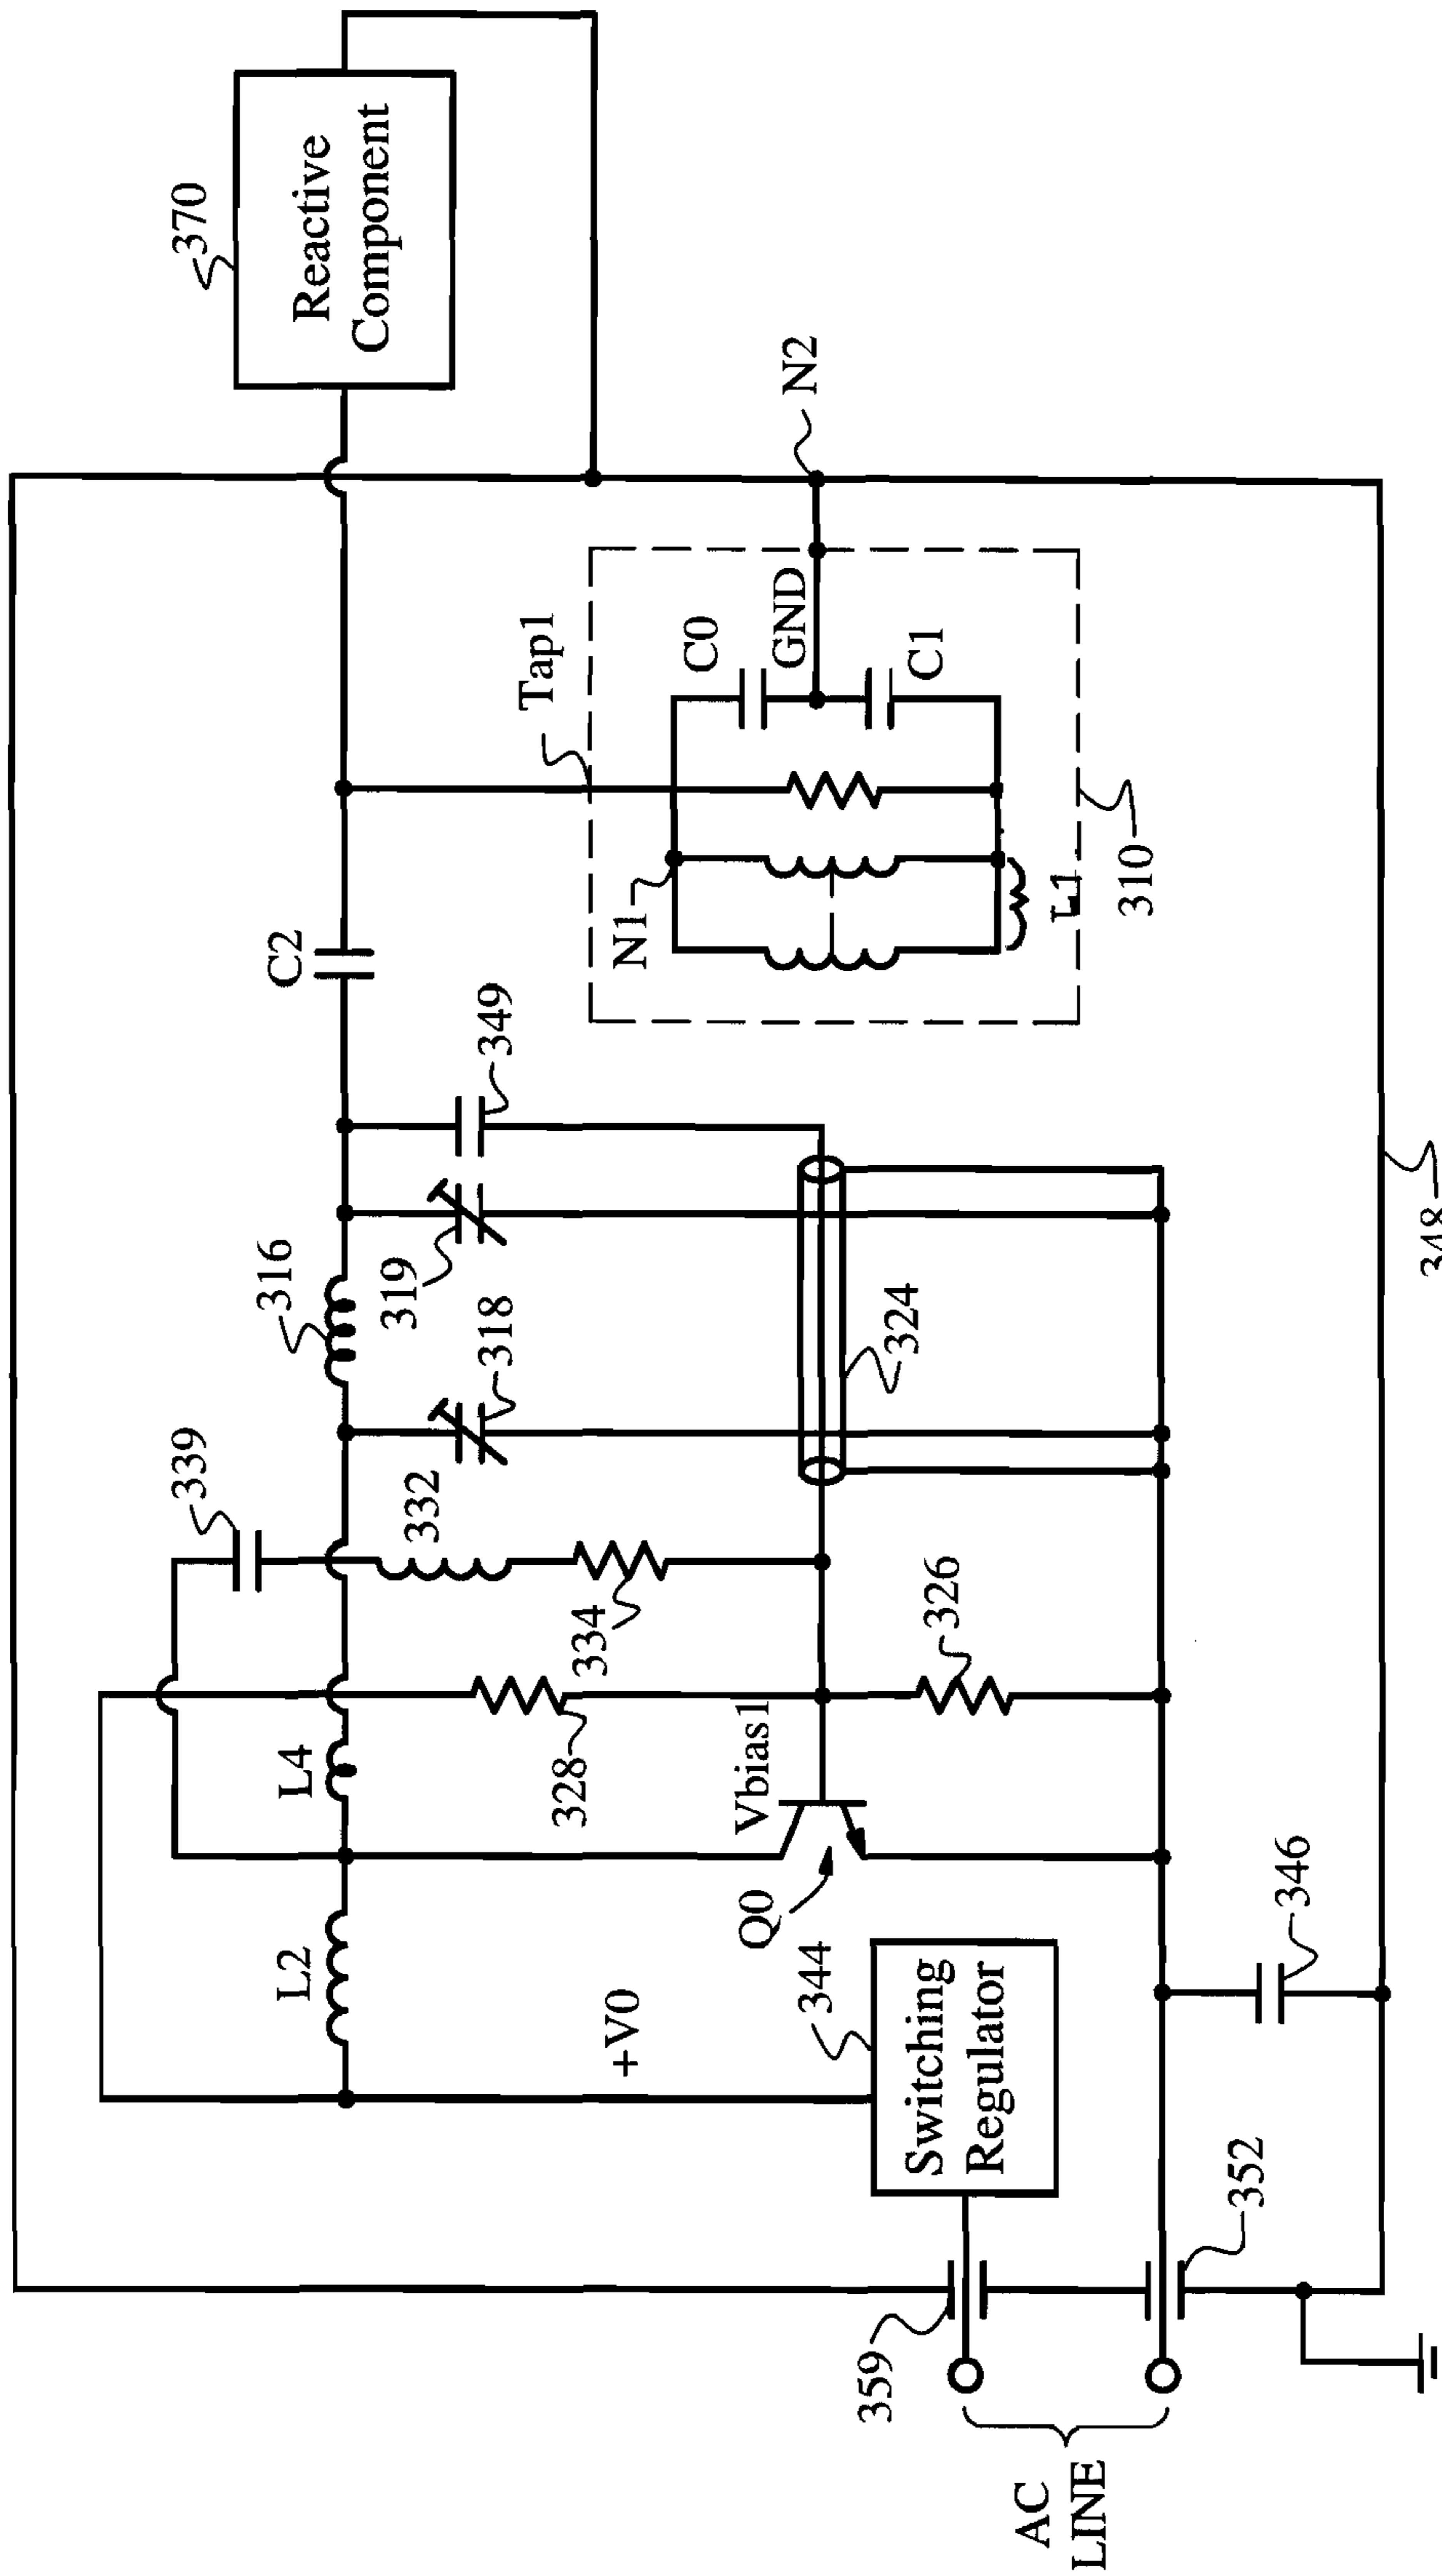 370
Reactive
Component
N2
Tap1
C0
GND
C1
N1
L1
310
C2
349
316
319
318
324
348
339
332
334
326
L4
328
Vbias1
L2
Q0
+V0
344
Switching
Regulator
346
352
359
AC
LINE